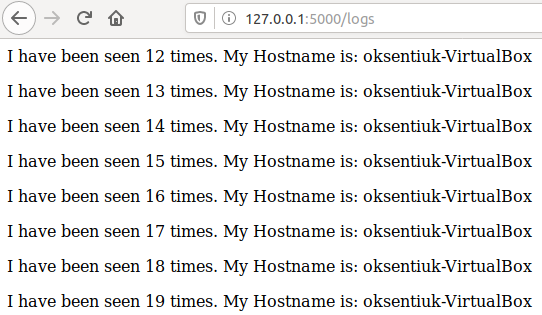 127.0.0.1:5000/logs
I have been seen 12 times. My Hostname is: oksentiuk-VirtualBox
I have been seen 13 times. My Hostname is: oksentiuk-VirtualBox
I have been seen 14 times. My Hostname is: oksentiuk-VirtualBox
I have been seen 15 times. My Hostname is: oksentiuk-VirtualBox
I have been seen 16 times. My Hostname is: oksentiuk-VirtualBox
I have been seen 17 times. My Hostname is: oksentiuk-VirtualBox
I have been seen 18 times. My Hostname is: oksentiuk-VirtualBox
I have been seen 19 times. My Hostname is: oksentiuk-VirtualBox